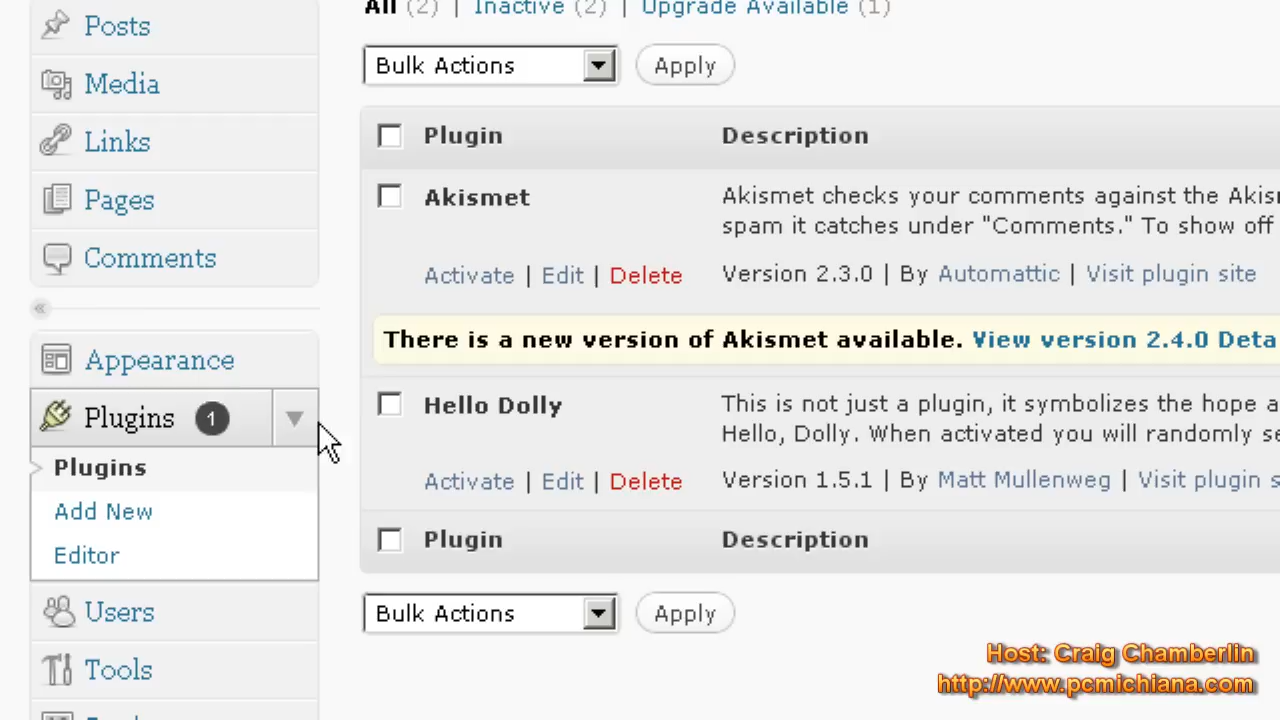 Posts
Media
Links
Pages
Comments
Appearance
Plugins 1
Plugins
Add New
Editor
Users
Tools
All (2) | Inactive (2) | Upgrade Available (1)
Bulk Actions Apply
Plugin Description
Akismet Akismet checks your comments against the
spam it catches under "Comments." To show off
Activate | Edit | Delete Version 2.3.0 | By Automattic | Visit plugin site
There is a new version of Akismet available. View version 2.4.0
Hello Dolly This is not just a plugin, it symbolizes the hope
Hello, Dolly. When activated you will randomly
Activate | Edit | Delete Version 1.5.1 | By Matt Mullenweg | Visit plugin
Plugin Description
Bulk Actions Apply
Host: Craig Chamberlin
http://www.pcmichiana.com